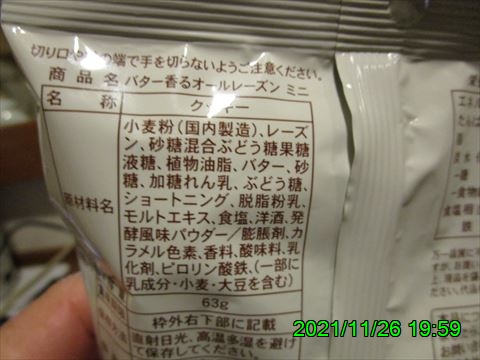 切り口や袋の端で手を切らないようご注意ください。
商品名 バター香るオールレーズン ミニ
名称 クッキー
原材料名
小麦粉(国内製造)、レーズ
ン、砂糖混合ぶどう糖果糖
液糖、植物油脂、バター、砂
糖、加糖れん乳、ぶどう糖、
ショートニング、脱脂粉乳、
モルトエキス、食塩、洋酒、発
酵風味パウダー/膨脹剤、カ
ラメル色素、香料、酸味料、乳
化剤、ピロリン酸鉄、(一部に
乳成分・小麦・大豆を含む)
63g
枠外右下部に記載
直射日光、高温多湿を避け
て保存してください。
2021/11/26 19:59